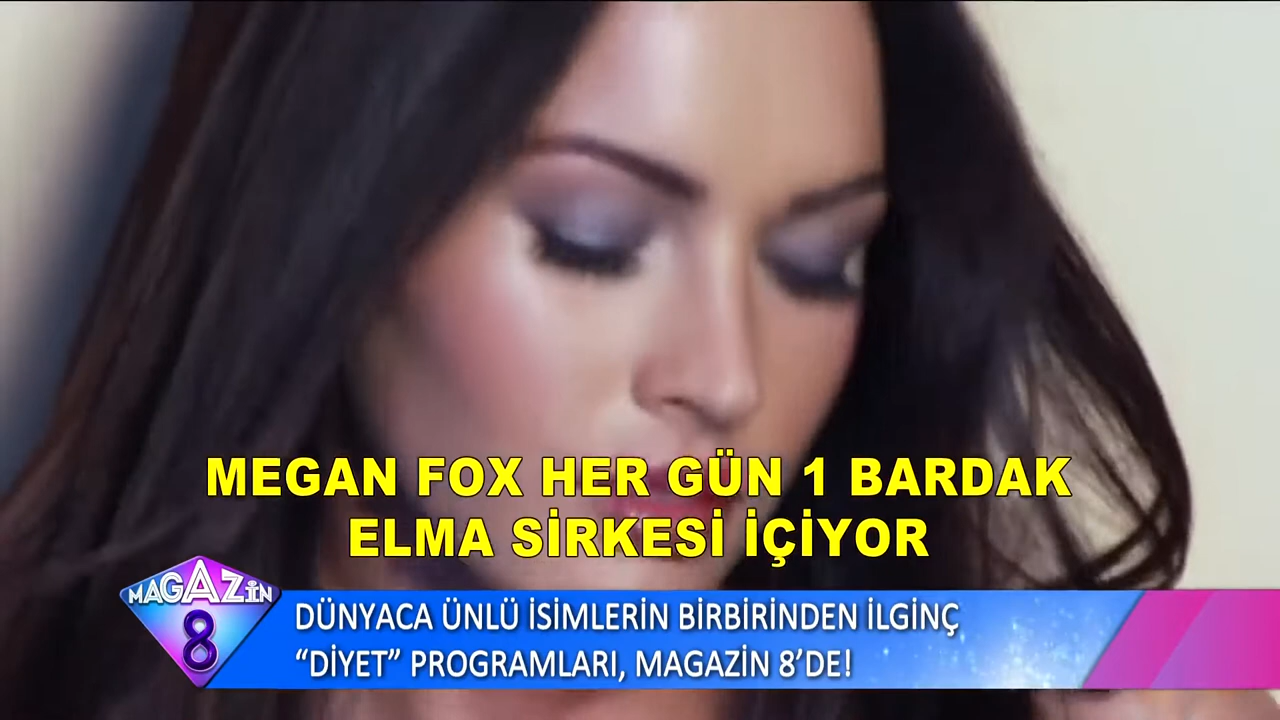 MEGAN FOX HER GÜN 1 BARDAK
ELMA SİRKESİ İÇİYOR
MAGAZİN
8
DÜNYACA ÜNLÜ İSİMLERİN BİRBİRİNDEN İLGİNÇ
“DİYET” PROGRAMLARI, MAGAZİN 8’DE!